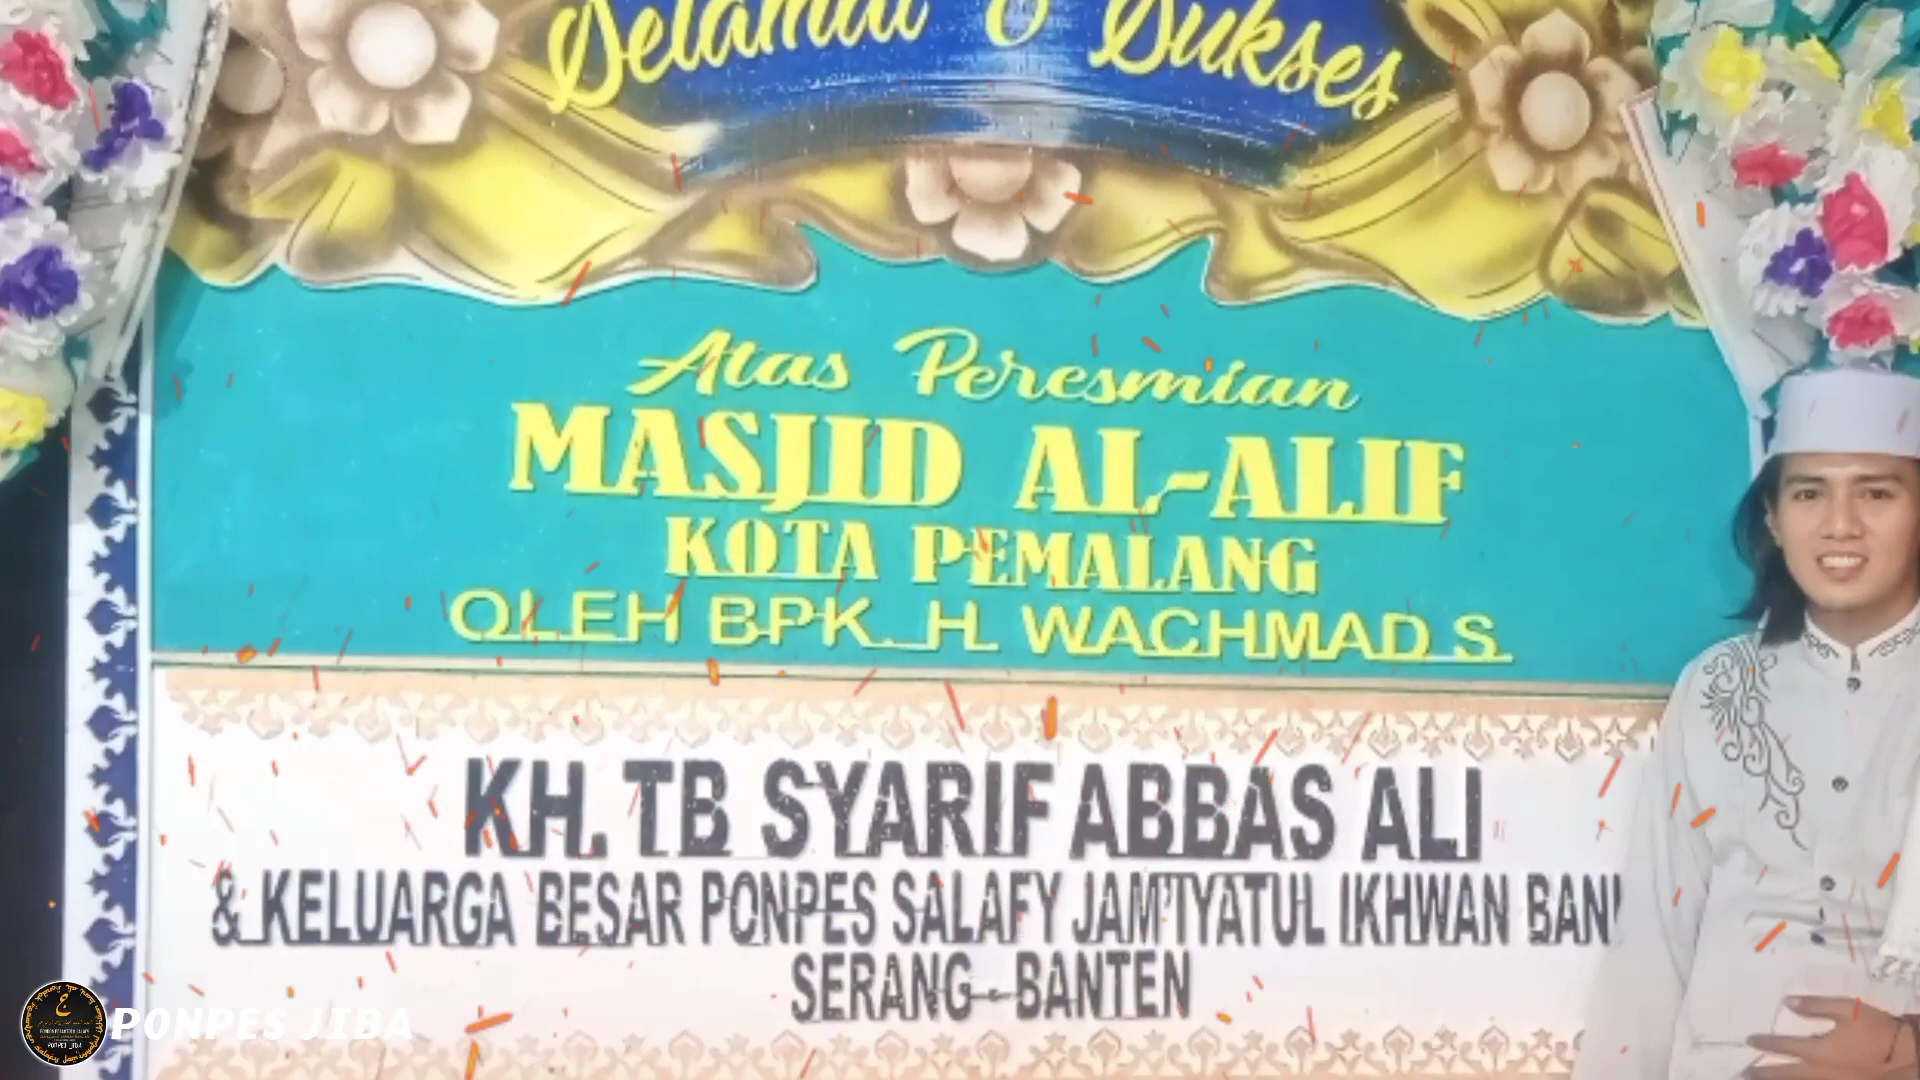 Selamat & Sukses
Atas Peresmian
MASJID AL-ALIF
KOTA PEMALANG
OLEH BPK. H. WACHMAD S.
KH. TB SYARIF ABBAS ALI
& KELUARGA BESAR PONPES SALAFY JAM'IYATUL IKHWAN BANI
SERANG - BANTEN
PONPES JIBA